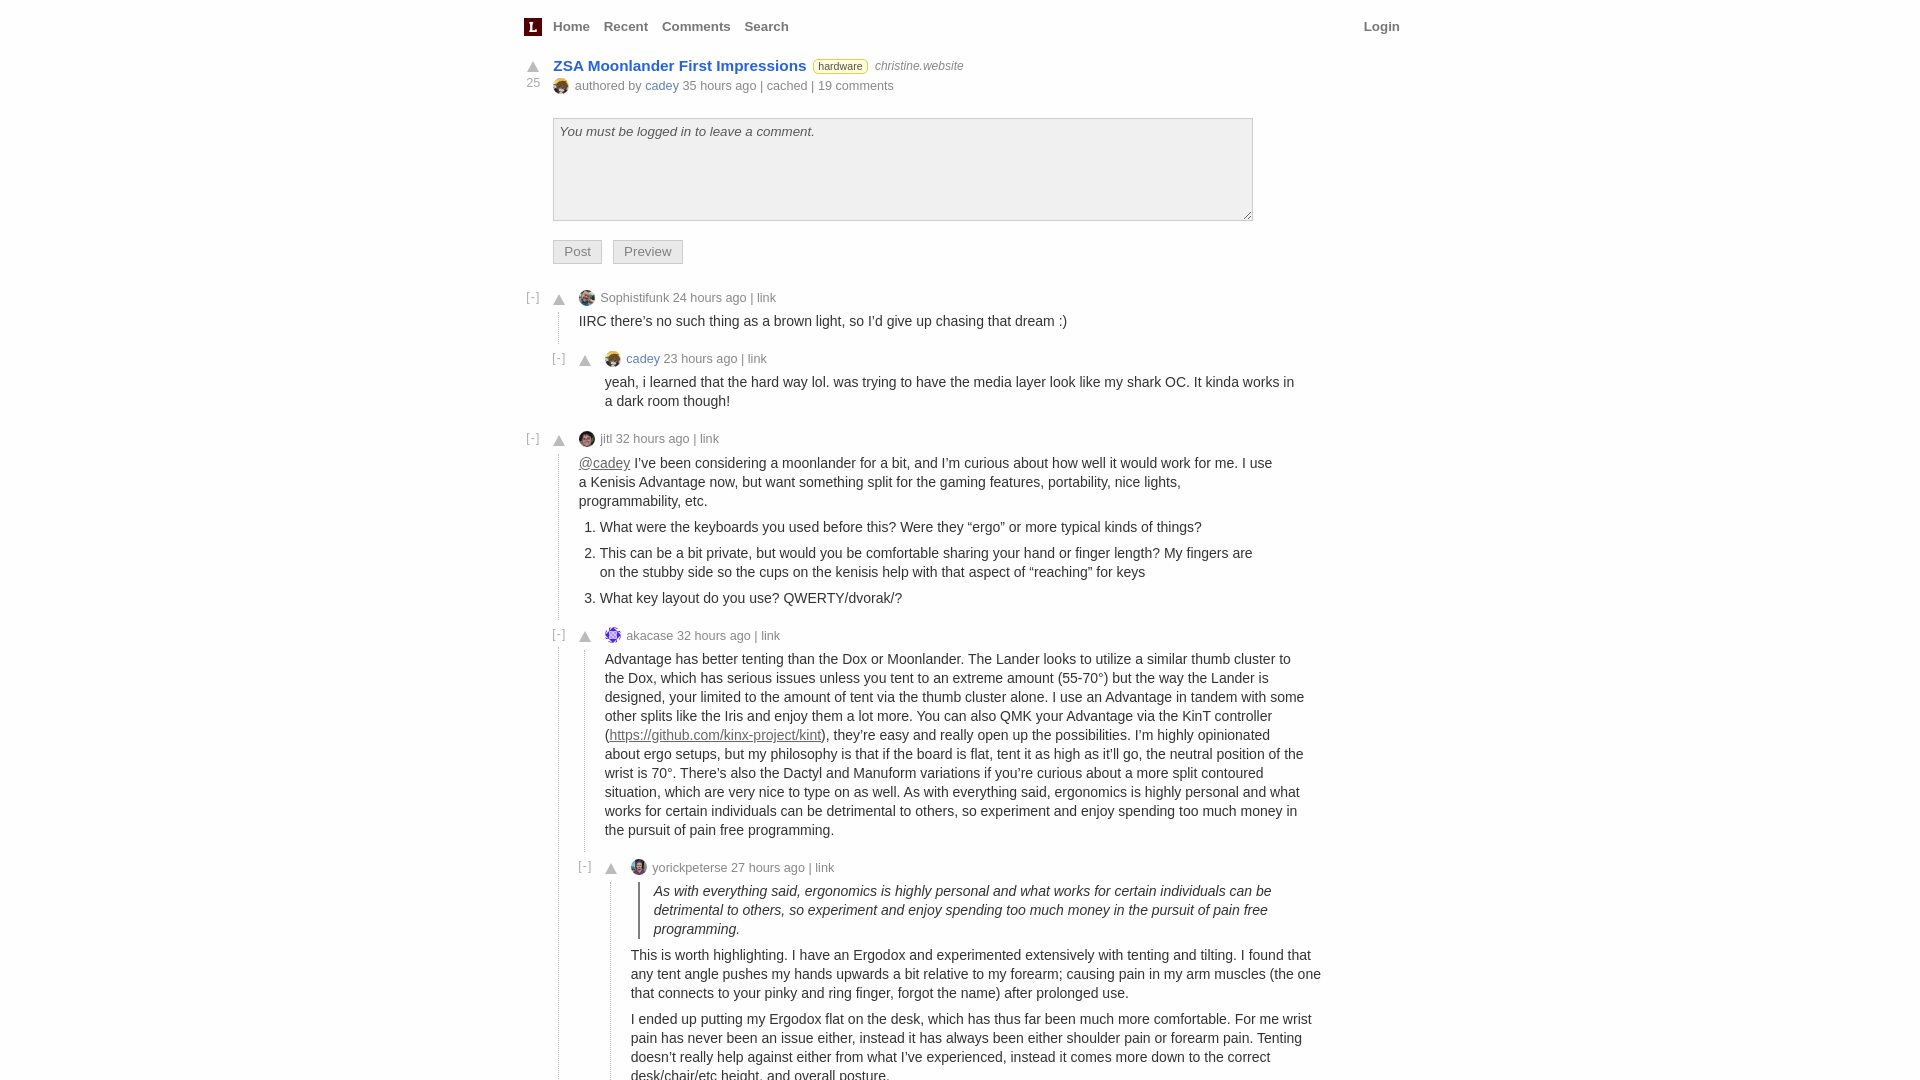 L Home Recent Comments Search Login
ZSA Moonlander First Impressions hardware christine.website
25
authored by cadey 35 hours ago | cached | 19 comments
You must be logged in to leave a comment.
Post Preview
[-] Sophistifunk 24 hours ago | link
IIRC there’s no such thing as a brown light, so I’d give up chasing that dream :)
[-] cadey 23 hours ago | link
yeah, i learned that the hard way lol. was trying to have the media layer look like my shark OC. It kinda works in
a dark room though!
[-] jitl 32 hours ago | link
@cadey I’ve been considering a moonlander for a bit, and I’m curious about how well it would work for me. I use
a Kenisis Advantage now, but want something split for the gaming features, portability, nice lights,
programmability, etc.
1. What were the keyboards you used before this? Were they “ergo” or more typical kinds of things?
2. This can be a bit private, but would you be comfortable sharing your hand or finger length? My fingers are
on the stubby side so the cups on the kenisis help with that aspect of “reaching” for keys
3. What key layout do you use? QWERTY/dvorak/?
[-] akacase 32 hours ago | link
Advantage has better tenting than the Dox or Moonlander. The Lander looks to utilize a similar thumb cluster to
the Dox, which has serious issues unless you tent to an extreme amount (55-70°) but the way the Lander is
designed, your limited to the amount of tent via the thumb cluster alone. I use an Advantage in tandem with some
other splits like the Iris and enjoy them a lot more. You can also QMK your Advantage via the KinT controller
(https://github.com/kinx-project/kint), they’re easy and really open up the possibilities. I’m highly opinionated
about ergo setups, but my philosophy is that if the board is flat, tent it as high as it’ll go, the neutral position of the
wrist is 70°. There’s also the Dactyl and Manuform variations if you’re curious about a more split contoured
situation, which are very nice to type on as well. As with everything said, ergonomics is highly personal and what
works for certain individuals can be detrimental to others, so experiment and enjoy spending too much money in
the pursuit of pain free programming.
[-] yorickpeterse 27 hours ago | link
As with everything said, ergonomics is highly personal and what works for certain individuals can be
detrimental to others, so experiment and enjoy spending too much money in the pursuit of pain free
programming.
This is worth highlighting. I have an Ergodox and experimented extensively with tenting and tilting. I found that
any tent angle pushes my hands upwards a bit relative to my forearm; causing pain in my arm muscles (the one
that connects to your pinky and ring finger, forgot the name) after prolonged use.
I ended up putting my Ergodox flat on the desk, which has thus far been much more comfortable. For me wrist
pain has never been an issue either, instead it has always been either shoulder pain or forearm pain. Tenting
doesn’t really help against either from what I’ve experienced, instead it comes more down to the correct
desk/chair/etc height, and overall posture.